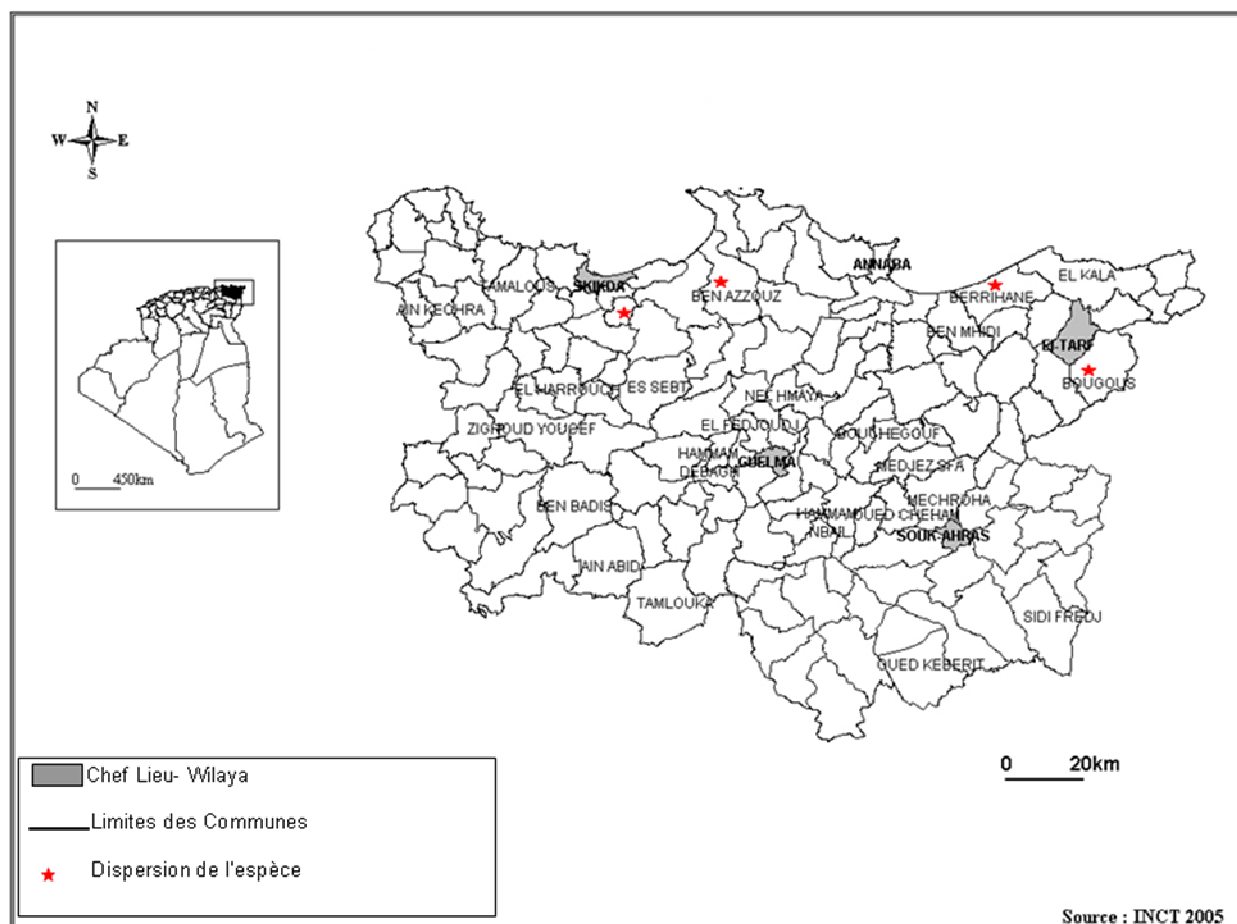 N
W E
S
0 450km
ANNABA
EL KALA
SKIKDA
TAMALOUS
BEN AZZOUZ
BERRIHANE
AIN KECHRA
BEN MHIDI
El-TARF
BOUGOUS
EL HARROUCH
ES SEBT
NECHMAYA
ZIGHOUD YOUCEF
EL FEDJOUDJ
BOUCHEGOUF
HAMMAM
DEBAGH
GUELMA
MEDJEZ SFA
MECHROHA
BEN BADIS
HAMMAM
NBAIL
OUED CHEHAM
SOUK-AHRAS
AIN ABID
TAMLOUKA
SIDI FREDJ
OUED KEBERIT
0 20km
Chef Lieu- Wilaya
Limites des Communes
Dispersion de l'espèce
Source : INCT 2005